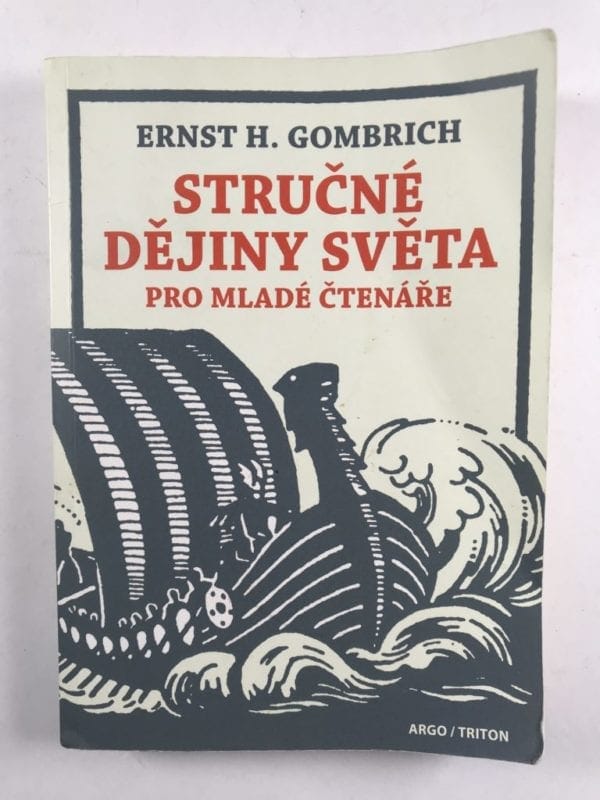 ERNST H. GOMBRICH
STRUČNÉ
DĚJINY SVĚTA
PRO MLADÉ ČTENÁŘE
ARGO / TRITON